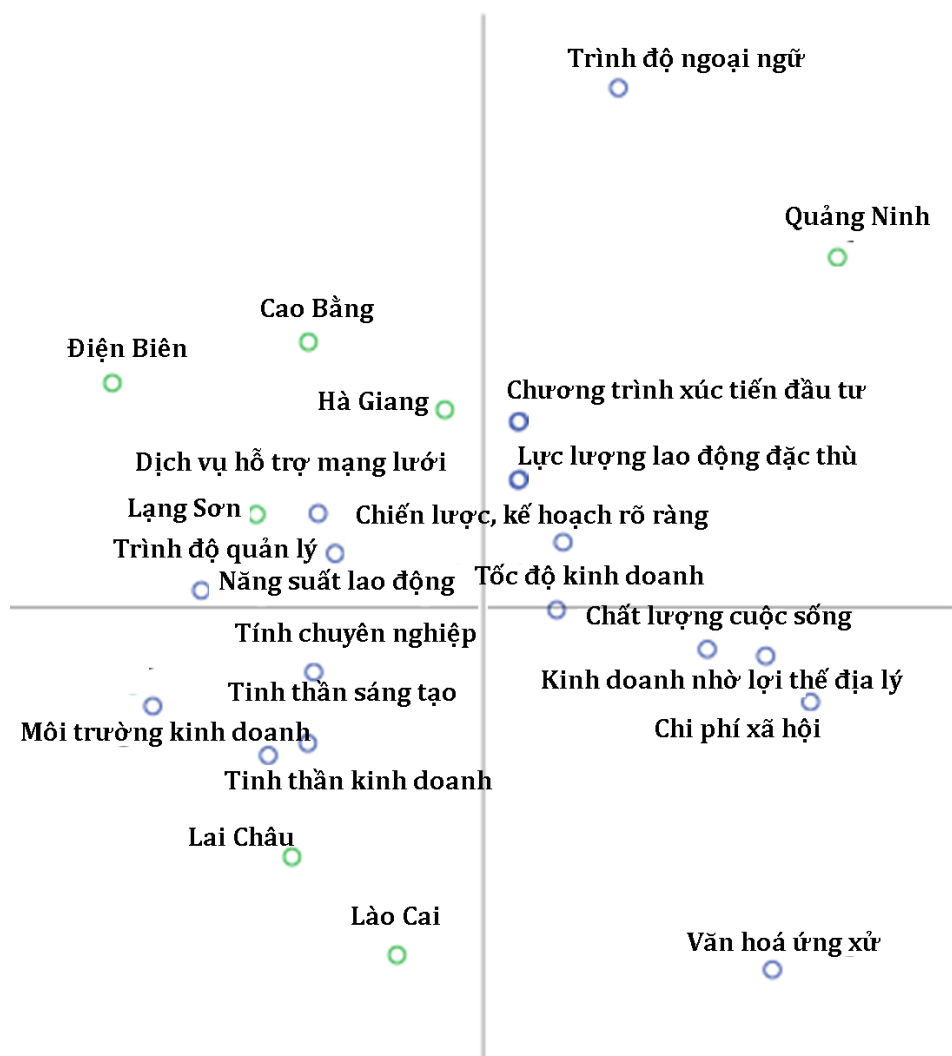 Trình độ ngoại ngữ
Quảng Ninh
Cao Bằng
Điện Biên
Chương trình xúc tiến đầu tư
Hà Giang
Lực lượng lao động đặc thù
Dịch vụ hỗ trợ mạng lưới
Lạng Sơn
Chiến lược, kế hoạch rõ ràng
Trình độ quản lý
Tốc độ kinh doanh
Năng suất lao động
Chất lượng cuộc sống
Tính chuyên nghiệp
Kinh doanh nhờ lợi thế địa lý
Tinh thần sáng tạo
Chi phí xã hội
Môi trường kinh doanh
Tinh thần kinh doanh
Lai Châu
Lào Cai
Văn hoá ứng xử